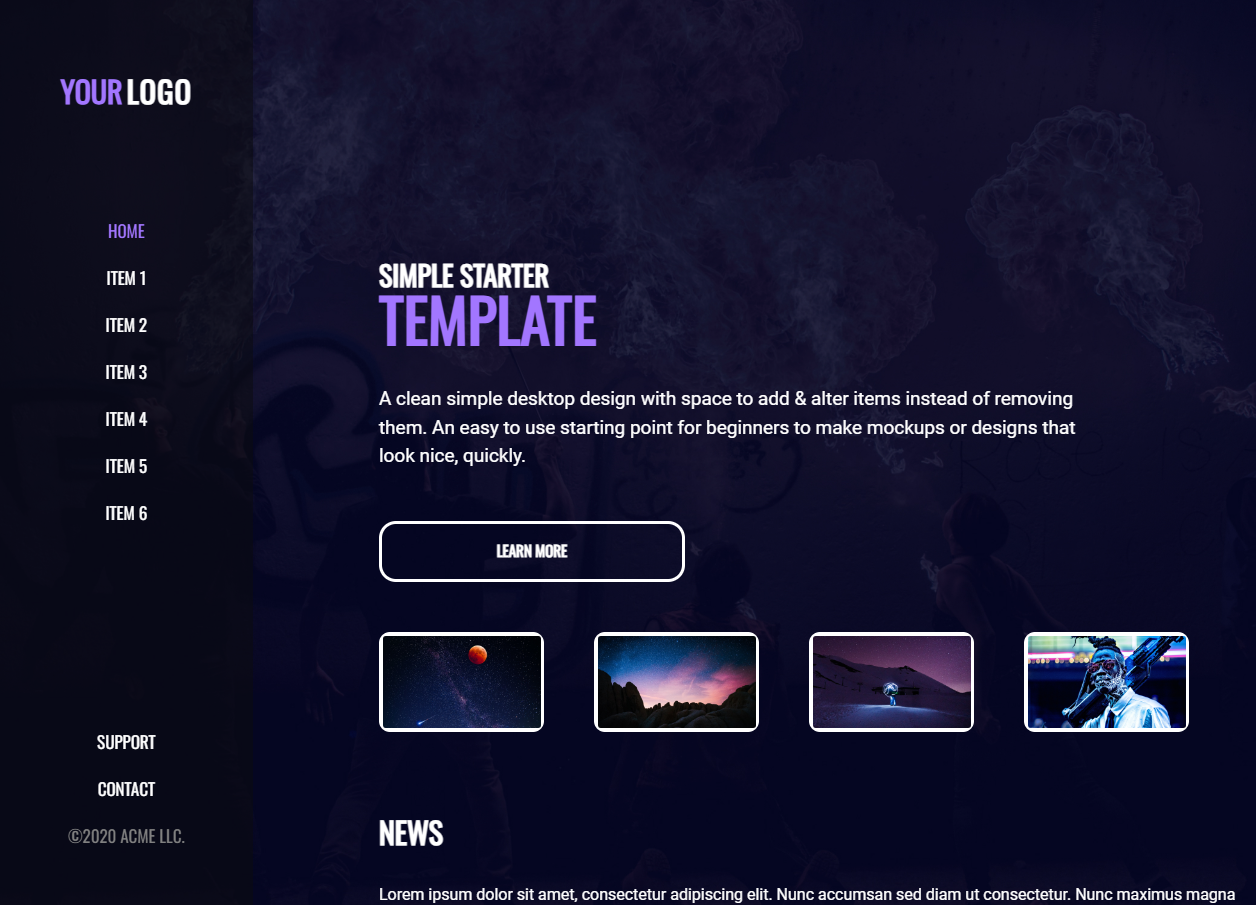 YOUR LOGO
HOME
ITEM 1
ITEM 2
ITEM 3
ITEM 4
ITEM 5
ITEM 6
SUPPORT
CONTACT
©2020 ACME LLC.
SIMPLE STARTER
TEMPLATE
A clean simple desktop design with space to add & alter items instead of removing
them. An easy to use starting point for beginners to make mockups or designs that
look nice, quickly.
LEARN MORE
NEWS
Lorem ipsum dolor sit amet, consectetur adipiscing elit. Nunc accumsan sed diam ut consectetur. Nunc maximus magna